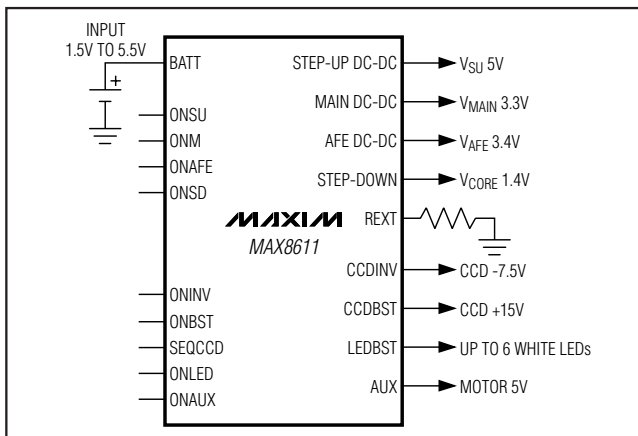 INPUT
1.5V TO 5.5V
BATT
STEP-UP DC-DC
VSU 5V
+
MAIN DC-DC
VMAIN 3.3V
ONSU
ONM
AFE DC-DC
VAFE 3.4V
ONAFE
STEP-DOWN
VCORE 1.4V
ONSD
MAXIM
REXT
MAX8611
CCDINV
CCD -7.5V
ONINV
CCDBST
CCD +15V
ONBST
SEQCCD
LEDBST
UP TO 6 WHITE LEDs
ONLED
AUX
MOTOR 5V
ONAUX